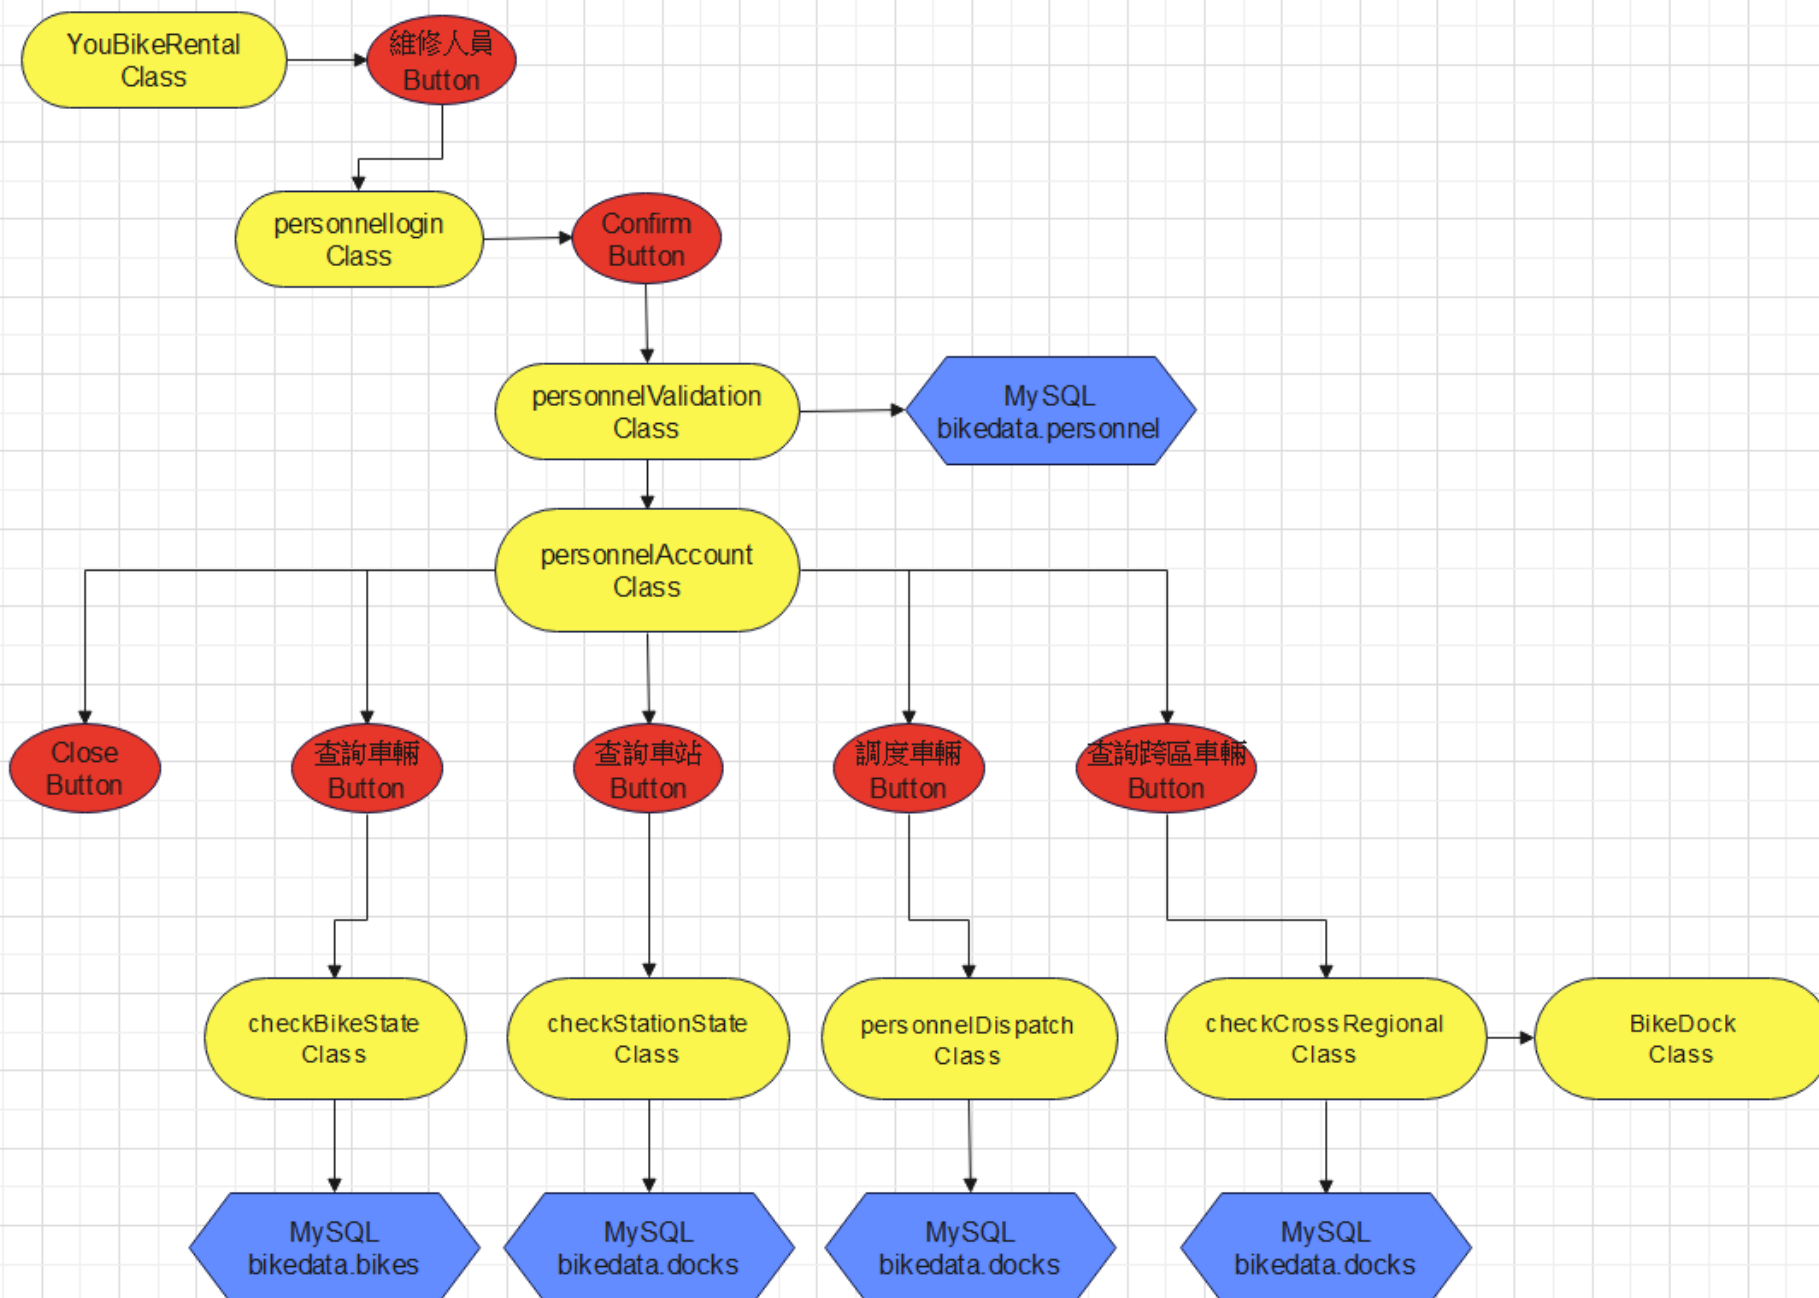 YouBikeRental
Class
維修人員
Button
personnellogin
Class
Confirm
Button
personnelValidation
Class
MySQL
bikedata.personnel
personnelAccount
Class
Close
Button
查詢車輛
Button
查詢車站
Button
調度車輛
Button
查詢跨區車輛
Button
checkBikeState
Class
checkStationState
Class
personnelDispatch
Class
checkCrossRegional
Class
BikeDock
Class
MySQL
bikedata.bikes
MySQL
bikedata.docks
MySQL
bikedata.docks
MySQL
bikedata.docks